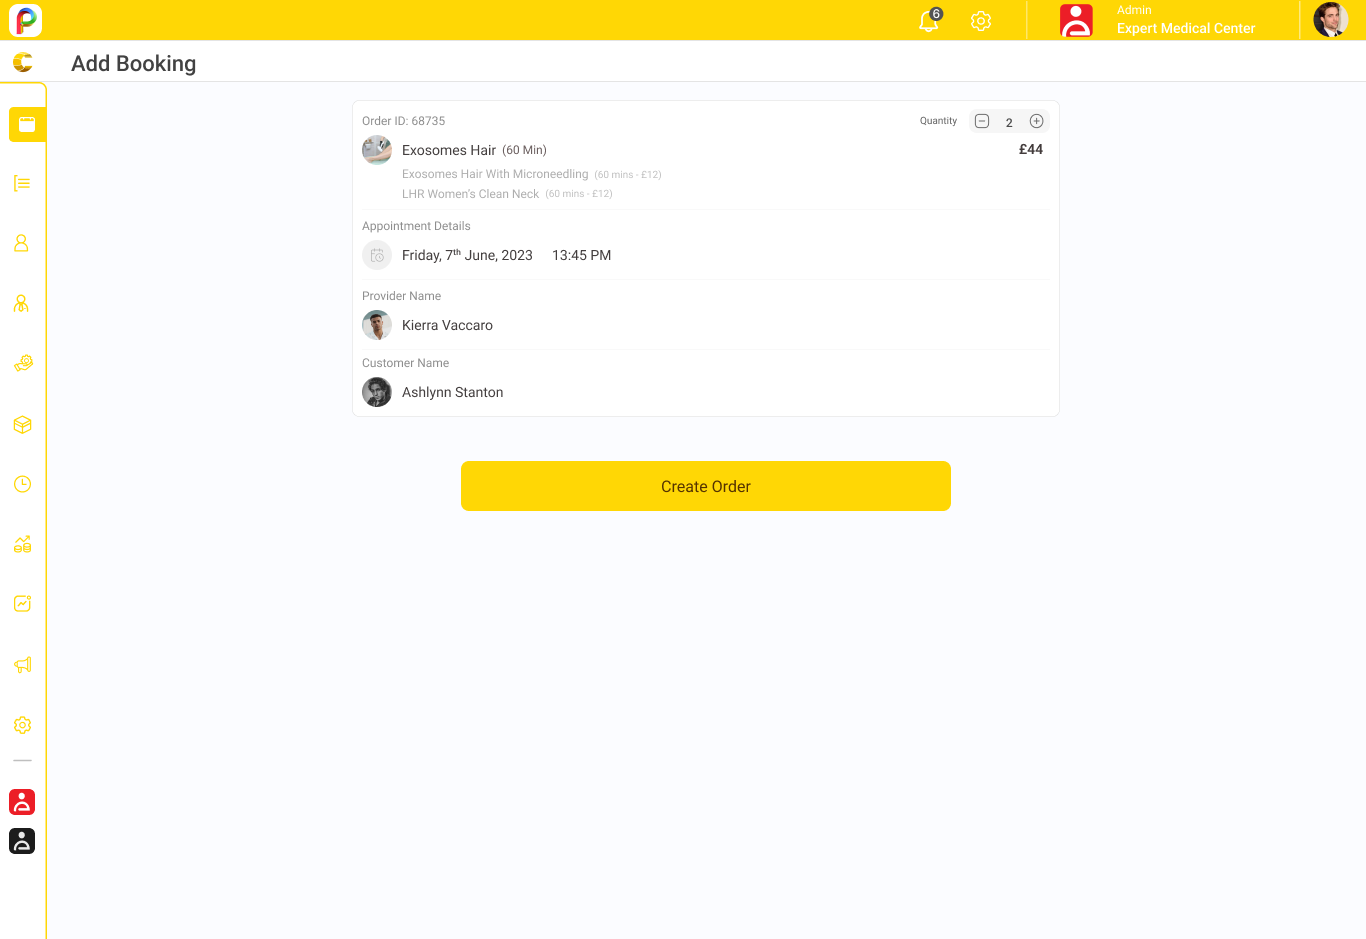 6
Admin
Expert Medical Center
Add Booking
Order ID: 68735
Quantity
2
Exosomes Hair (60 Min)
£44
Exosomes Hair With Microneedling (60 mins - £12)
LHR Women's Clean Neck (60 mins - £12)
Appointment Details
Friday, 7th June, 2023 13:45 PM
Provider Name
Kierra Vaccaro
Customer Name
Ashlynn Stanton
Create Order